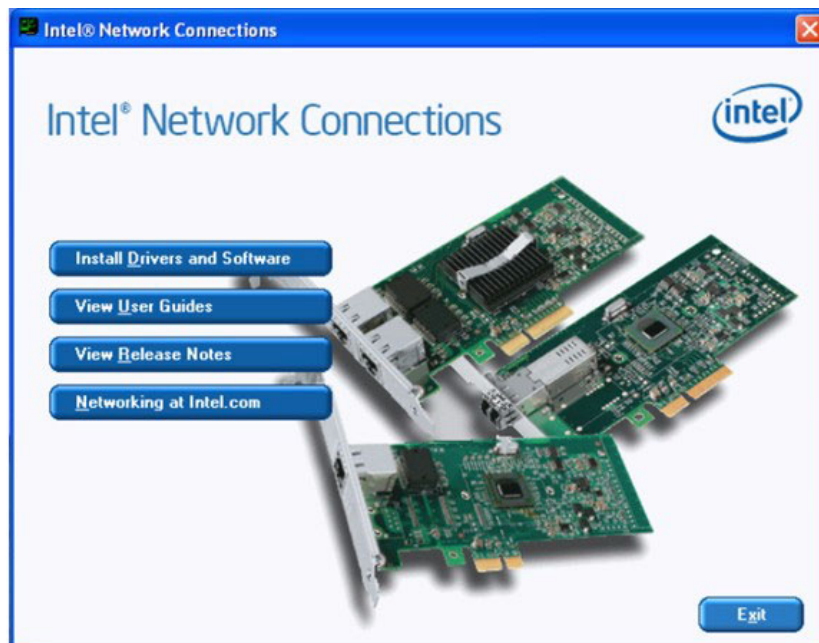 Intel® Network Connections
Intel® Network Connections
intel
Install Drivers and Software
View User Guides
View Release Notes
Networking at Intel.com
Exit